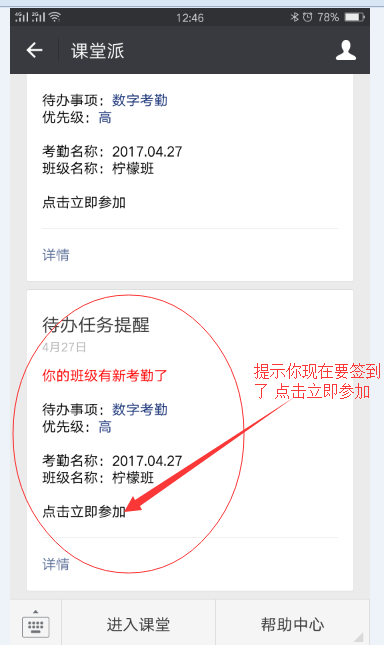 12:46
78%
课堂派
待办事项：数字考勤
优先级：高
考勤名称：2017.04.27
班级名称：柠檬班
点击立即参加
详情
待办任务提醒
4月27日
你的班级有新考勤了
提示你现在要签到
了 点击立即参加
待办事项：数字考勤
优先级：高
考勤名称：2017.04.27
班级名称：柠檬班
点击立即参加
详情
进入课堂
帮助中心